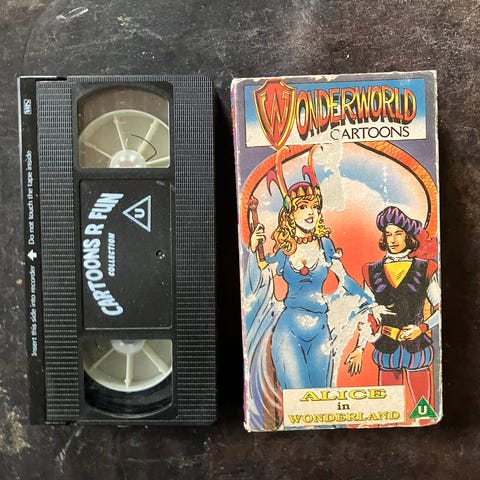 VHS
Insert this side into recorder
Do not touch the tape inside
CARTOONS R FUN
COLLECTION
U
WONDERWORLD
CARTOONS
ALICE
in
WONDERLAND
U